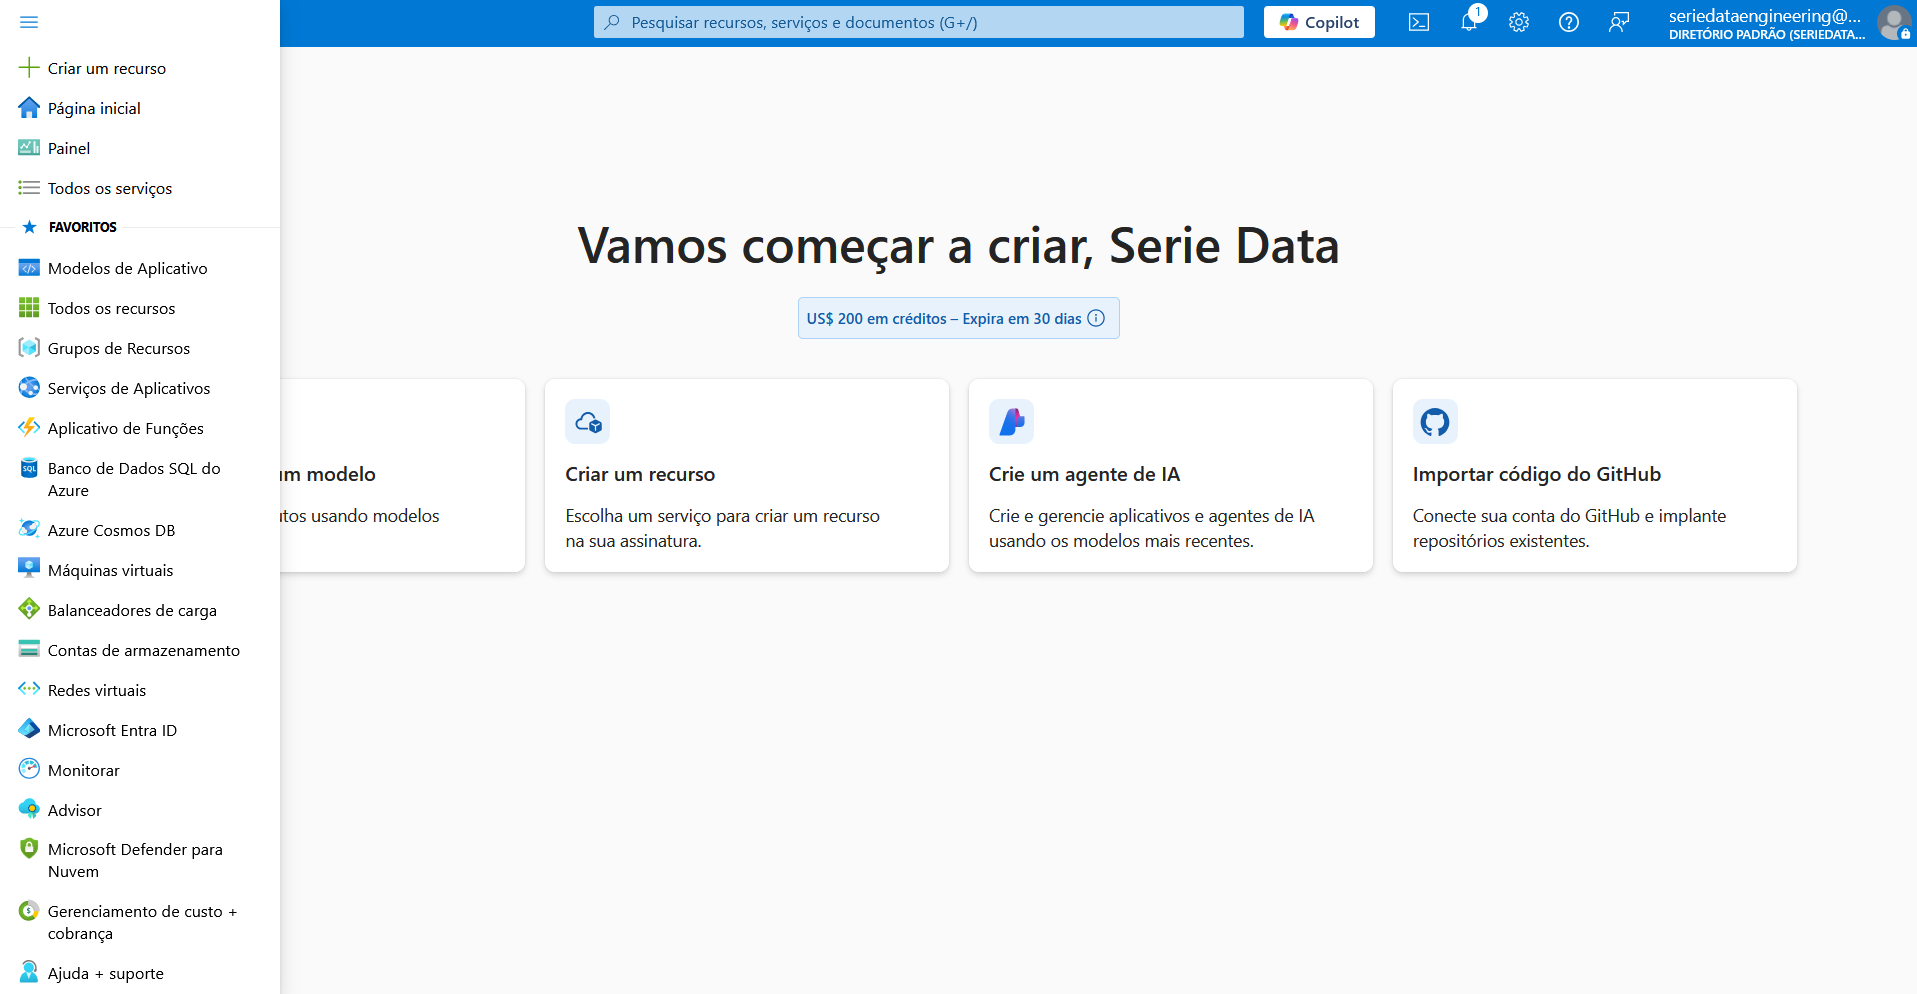 Pesquisar recursos, serviços e documentos (G+/)
Copilot
1
seriedataengineering@...
DIRETÓRIO PADRÃO (SERIEDATA...
Criar um recurso
Página inicial
Painel
Todos os serviços
FAVORITOS
Modelos de Aplicativo
Todos os recursos
Grupos de Recursos
Serviços de Aplicativos
Aplicativo de Funções
SQL
Banco de Dados SQL do
Azure
Azure Cosmos DB
Máquinas virtuais
Balanceadores de carga
Contas de armazenamento
Redes virtuais
Microsoft Entra ID
Monitorar
Advisor
Microsoft Defender para
Nuvem
Gerenciamento de custo +
cobrança
Ajuda + suporte
Vamos começar a criar, Serie Data
US$ 200 em créditos – Expira em 30 dias
um modelo
utos usando modelos
Criar um recurso
Escolha um serviço para criar um recurso
na sua assinatura.
Crie um agente de IA
Crie e gerencie aplicativos e agentes de IA
usando os modelos mais recentes.
Importar código do GitHub
Conecte sua conta do GitHub e implante
repositórios existentes.